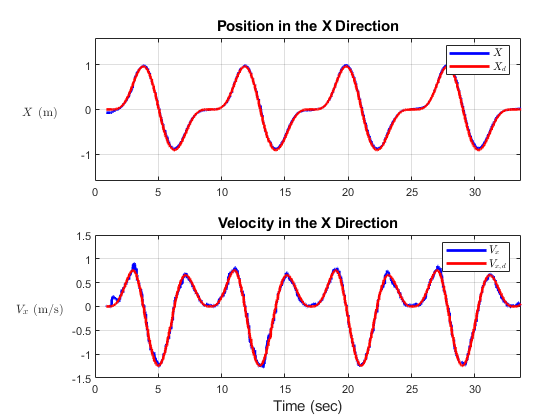 Position in the X Direction
X
X_d
1
0
-1
X (m)
0 5 10 15 20 25 30
Velocity in the X Direction
V_x
V_{x,d}
1.5
1
0.5
0
-0.5
-1
-1.5
V_x (m/s)
0 5 10 15 20 25 30
Time (sec)